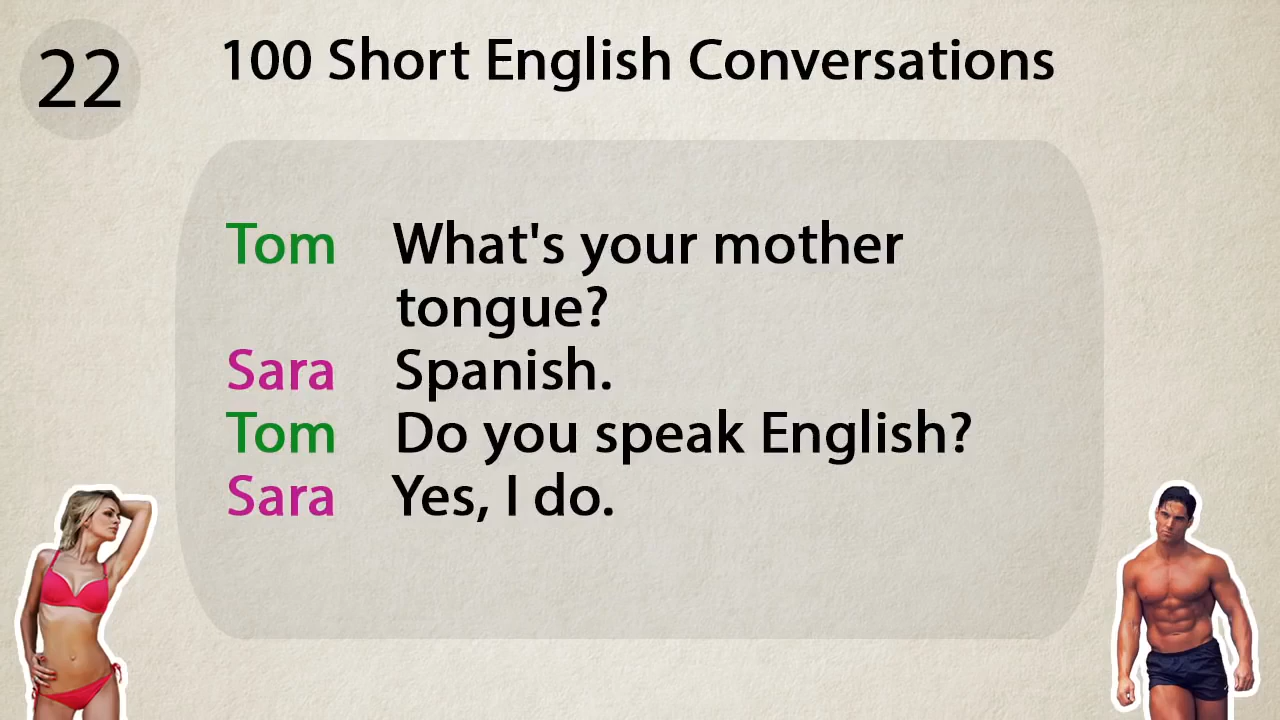 22
100 Short English Conversations
Tom What's your mother
tongue?
Sara Spanish.
Tom Do you speak English?
Sara Yes, I do.